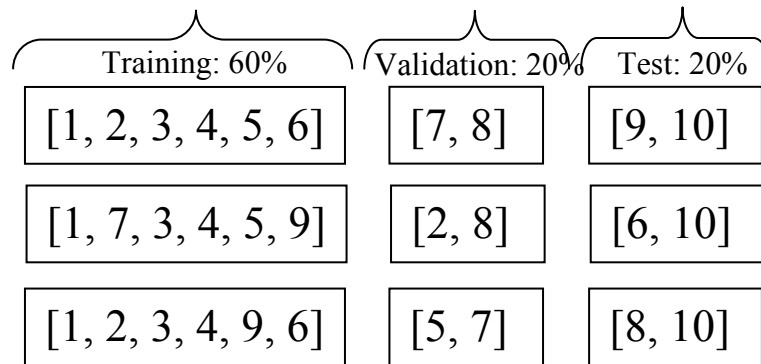 Training: 60% Validation: 20% Test: 20%
[1, 2, 3, 4, 5, 6] [7, 8] [9, 10]
[1, 7, 3, 4, 5, 9] [2, 8] [6, 10]
[1, 2, 3, 4, 9, 6] [5, 7] [8, 10]